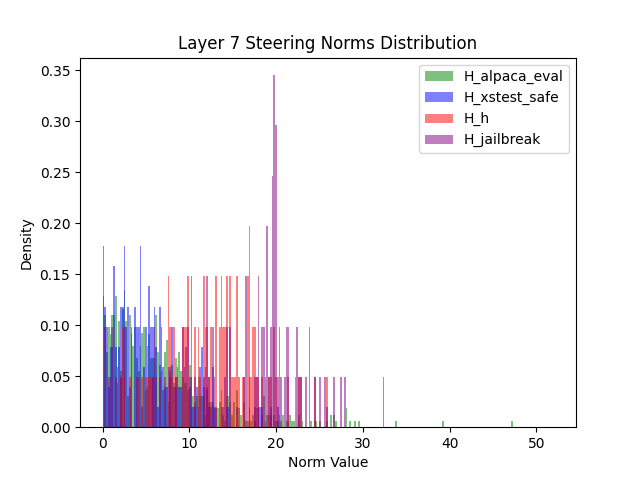 Layer 7 Steering Norms Distribution
H_alpaca_eval
H_xstest_safe
H_h
H_jailbreak
0.35
0.30
0.25
0.20
0.15
0.10
0.05
0.00
Density
0 10 20 30 40 50
Norm Value